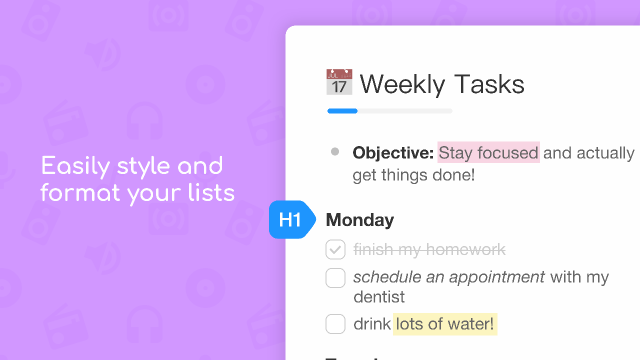 Easily style and
format your lists
17 Weekly Tasks
Objective: Stay focused and actually
get things done!
H1 Monday
finish my homework
schedule an appointment with my
dentist
drink lots of water!